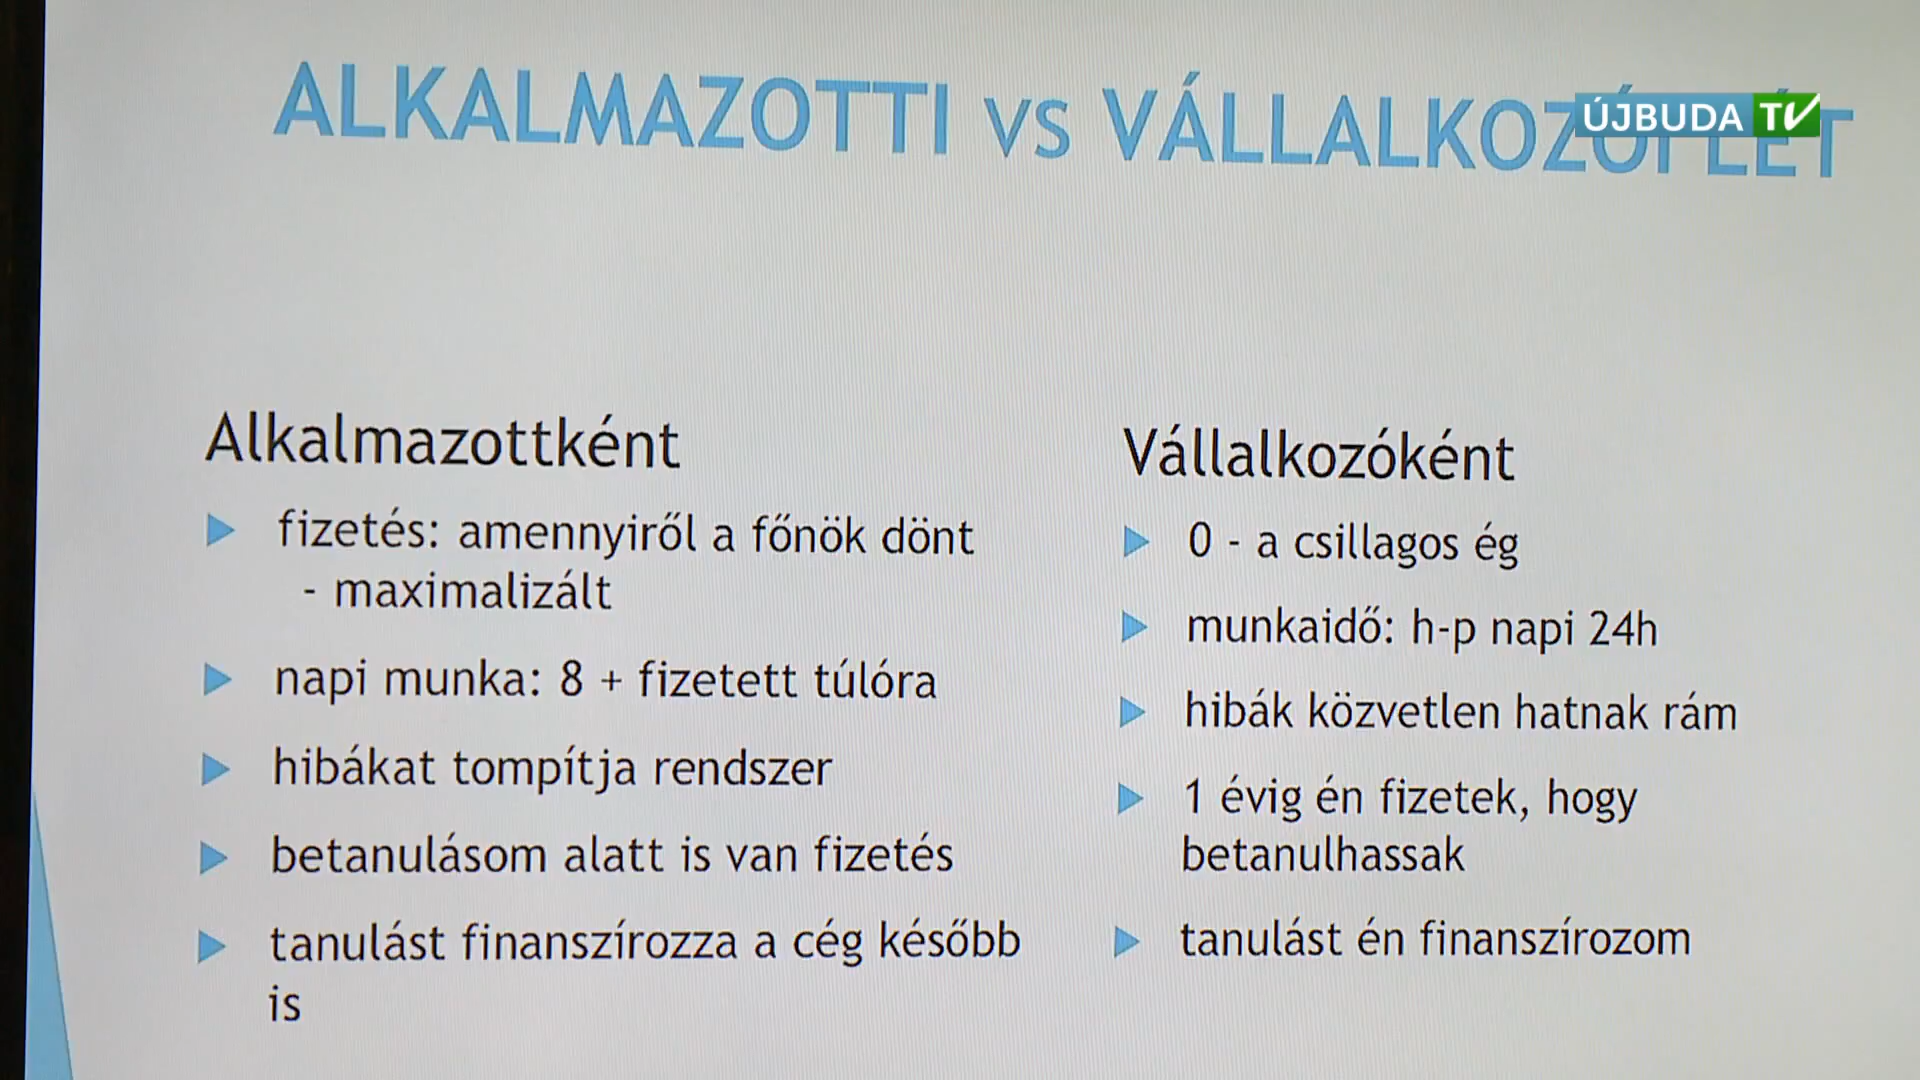 ALKALMAZOTTI VS VÁLLALKOZÓI LÉT
ÚJBUDA TV
Alkalmazottként
fizetés: amennyiről a főnök dönt
- maximalizált
napi munka: 8 + fizetett túlóra
hibákat tompítja rendszer
betanulásom alatt is van fizetés
tanulást finanszírozza a cég később
is
Vállalkozóként
0 - a csillagos ég
munkaidő: h-p napi 24h
hibák közvetlen hatnak rám
1 évig én fizetek, hogy
betanulhassak
tanulást én finanszírozom